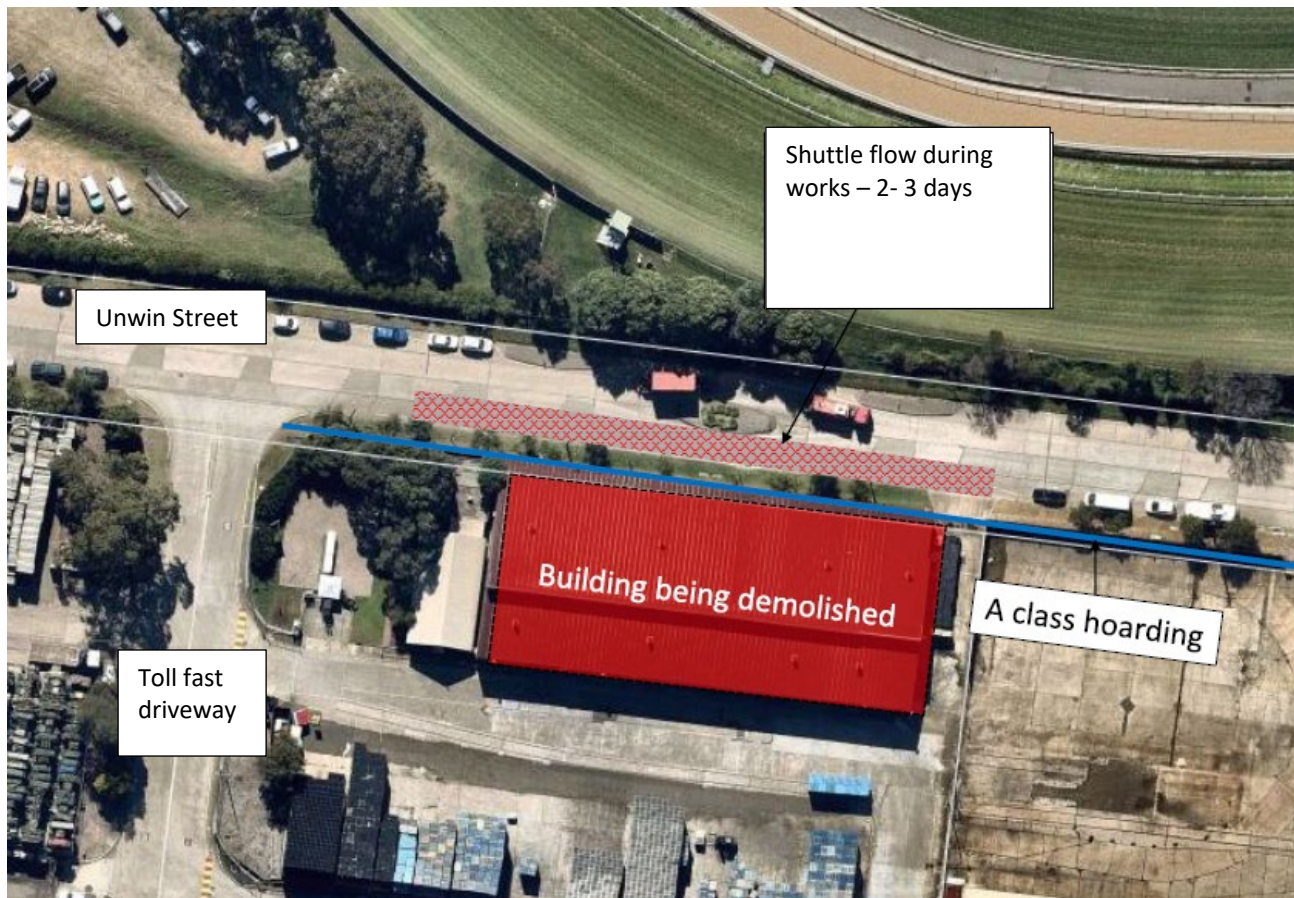 Shuttle flow during
works – 2- 3 days
Unwin Street
Building being demolished
A class hoarding
Toll fast
driveway